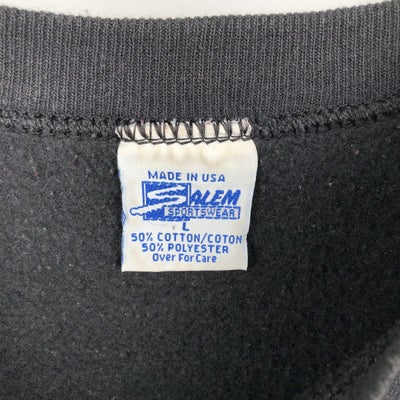 MADE IN USA
SALEM
SPORTSWEAR
L
50% COTTON/COTON
50% POLYESTER
Over For Care